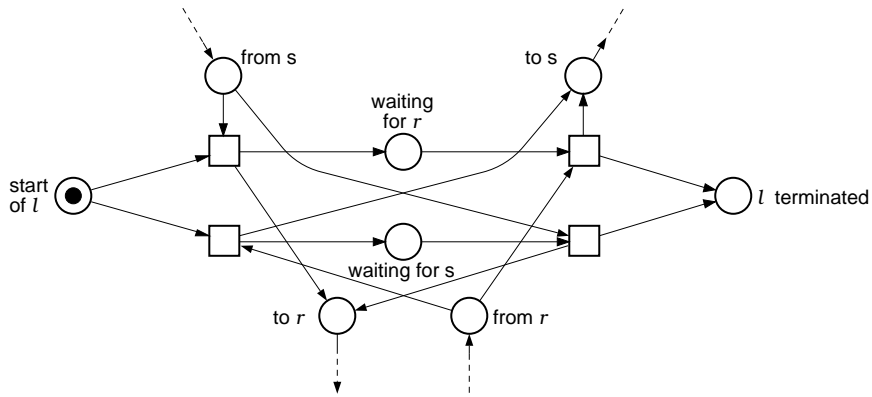 from s
to s
waiting
for r
start
of l
l terminated
waiting for s
to r
from r